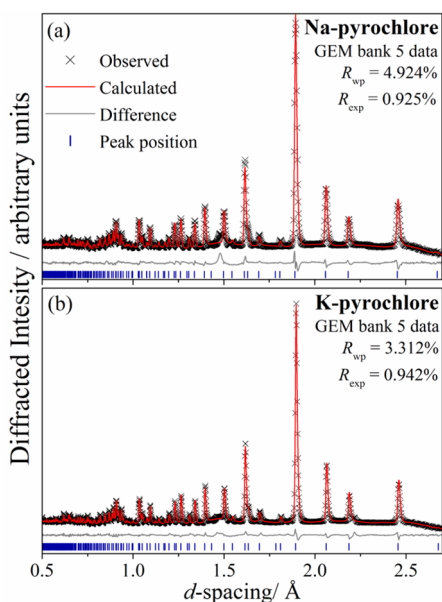 (a)
Na-pyrochlore
Observed
GEM bank 5 data
Calculated
Rwp = 4.924%
Difference
Rexp = 0.925%
Peak position
(b)
K-pyrochlore
GEM bank 5 data
Rwp = 3.312%
Rexp = 0.942%
Diffracted Intesity / arbitrary units
0.5 1.0 1.5 2.0 2.5
d-spacing/ Å